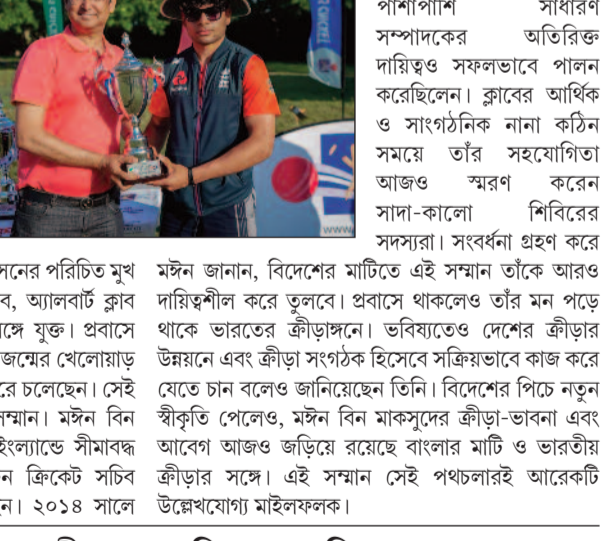 পাশাপাশি সাধারণ
সম্পাদকের অতিরিক্ত
দায়িত্বও সফলভাবে পালন
করেছিলেন। ক্লাবের আর্থিক
ও সাংগঠনিক নানা কঠিন
সময়ে তাঁর সহযোগিতা
আজও স্মরণ করেন
সাদা-কালো শিবিরের
সদস্যরা। সংবর্ধনা গ্রহণ করে
মঈন জানান, বিদেশের মাটিতে এই সম্মান তাঁকে আরও
দায়িত্বশীল করে তুলবে। প্রবাসে থাকলেও তাঁর মন পড়ে
থাকে ভারতের ক্রীড়াঙ্গনে। ভবিষ্যতেও দেশের ক্রীড়ার
উন্নয়নে এবং ক্রীড়া সংগঠক হিসেবে সক্রিয়ভাবে কাজ করে
যেতে চান বলেও জানিয়েছেন তিনি। বিদেশের পিচে নতুন
স্বীকৃতি পেলেও, মঈন বিন মাকসুদের ক্রীড়া-ভাবনা এবং
আবেগ আজও জড়িয়ে রয়েছে বাংলার মাটি ও ভারতীয়
ক্রীড়ার সঙ্গে। এই সম্মান সেই পথচলারই আরেকটি
উল্লেখযোগ্য মাইলফলক।
পরিচিত মুখ
অ্যালবার্ট ক্লাব
যুক্ত। প্রবাসে
জন্মের খেলোয়াড়
চলেছেন। সেই
সম্মান। মঈন বিন
ইংল্যান্ডে সীমাবদ্ধ
ক্রিকেট সচিব
২০১৪ সালে
CRICKET
www.